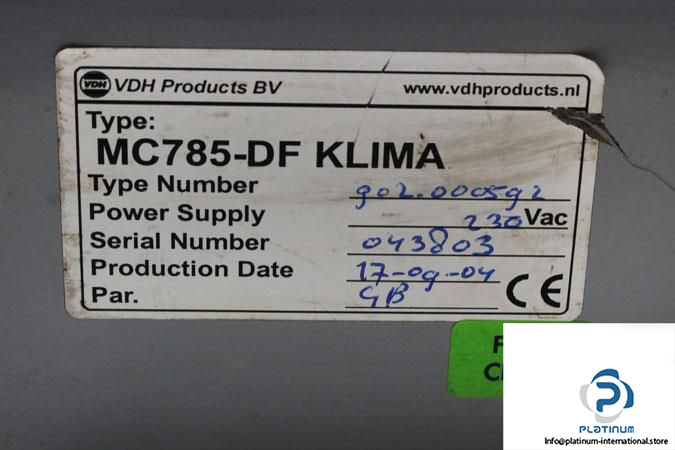 VDH VDH Products BV www.vdhproducts.nl
Type:
MC785-DF KLIMA
Type Number 902.000592
Power Supply 230 Vac
Serial Number 043803
Production Date 17-09-04
Par. GB CE
PLATINUM
Info@platinum-international.store